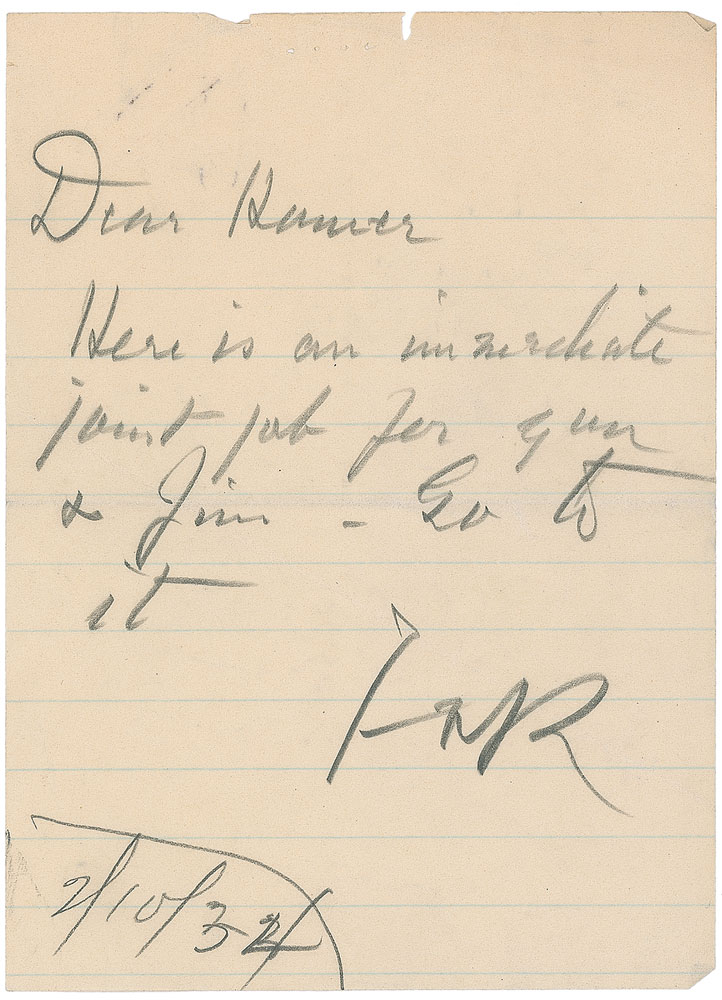 Dear Homer
Here is an immediate
joint job for you
& Jim - Go to
it
FDR
2/10/34